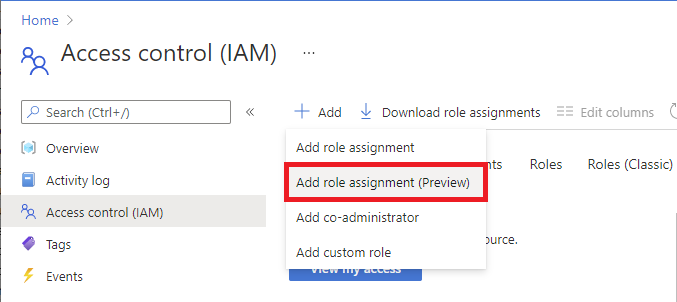 Home
Access control (IAM)
Search (Ctrl+/)
Add
Download role assignments
Edit columns
Overview
Activity log
Access control (IAM)
Tags
Events
Add role assignment
Add role assignment (Preview)
Add co-administrator
Add custom role
Roles
Roles (Classic)
View my access